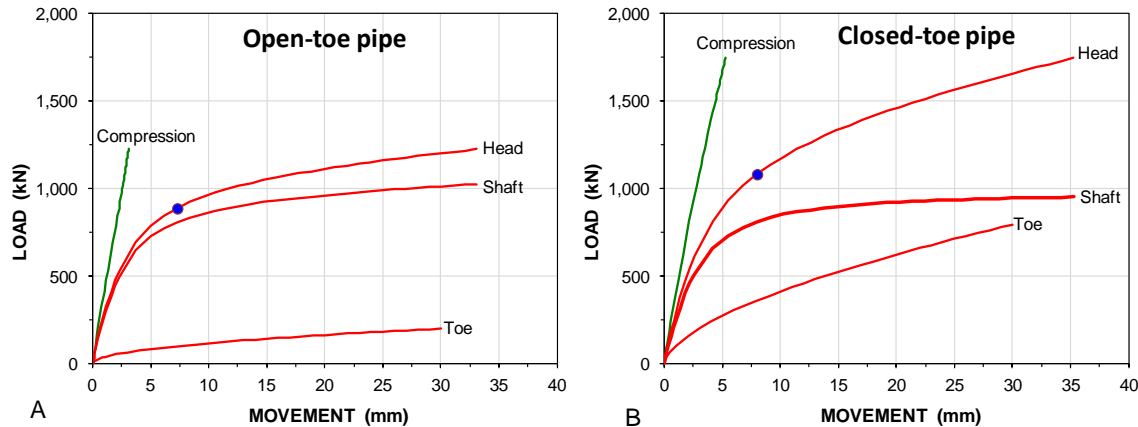 Open-toe pipe
2,000
1,500
1,000
500
0
LOAD (kN)
Compression
Head
Shaft
Toe
0 5 10 15 20 25 30 35 40
MOVEMENT (mm)
A
Closed-toe pipe
2,000
1,500
1,000
500
0
LOAD (kN)
Compression
Head
Shaft
Toe
0 5 10 15 20 25 30 35 40
MOVEMENT (mm)
B